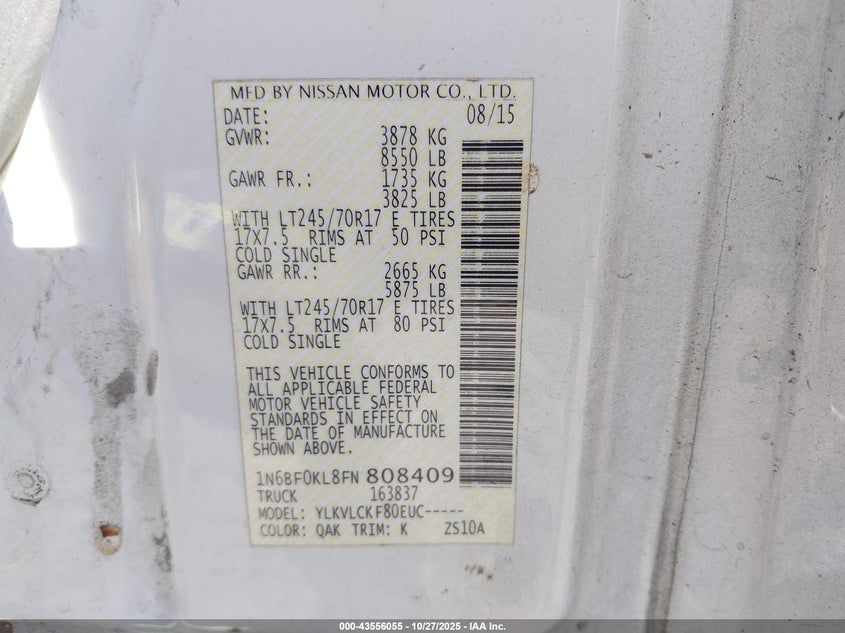 MFD BY NISSAN MOTOR CO., LTD.
DATE: 08/15
GVWR: 3878 KG
8550 LB
GAWR FR.: 1735 KG
3825 LB
WITH LT245/70R17 E TIRES
17X7.5 RIMS AT 50 PSI
COLD SINGLE
GAWR RR.: 2665 KG
5875 LB
WITH LT245/70R17 E TIRES
17X7.5 RIMS AT 80 PSI
COLD SINGLE
THIS VEHICLE CONFORMS TO
ALL APPLICABLE FEDERAL
MOTOR VEHICLE SAFETY
STANDARDS IN EFFECT ON
THE DATE OF MANUFACTURE
SHOWN ABOVE.
1N6BF0KL8FN 808409
TRUCK 163837
MODEL: YLKVLCKF80EUC-----
COLOR: QAK TRIM: K ZS10A
000-43556055 - 10/27/2025 - IAA Inc.